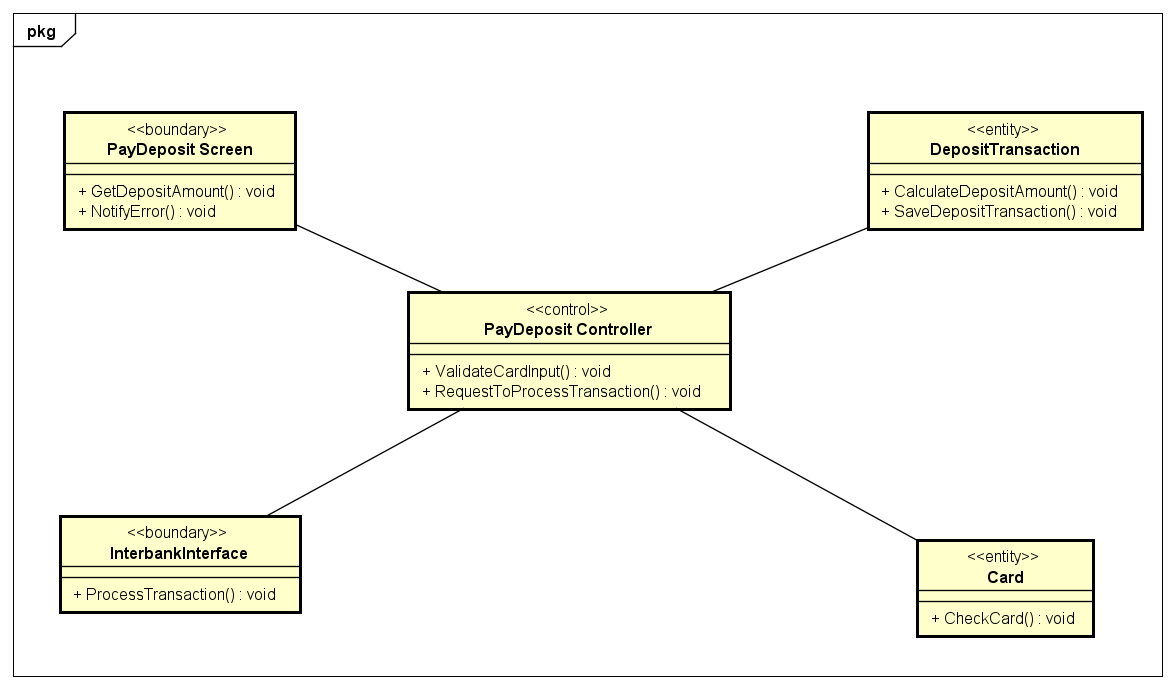 pkg
<<boundary>>
PayDeposit Screen
+ GetDepositAmount() : void
+ NotifyError() : void
<<entity>>
DepositTransaction
+ CalculateDepositAmount() : void
+ SaveDepositTransaction() : void
<<control>>
PayDeposit Controller
+ ValidateCardInput() : void
+ RequestToProcessTransaction() : void
<<boundary>>
InterbankInterface
+ ProcessTransaction() : void
<<entity>>
Card
+ CheckCard() : void